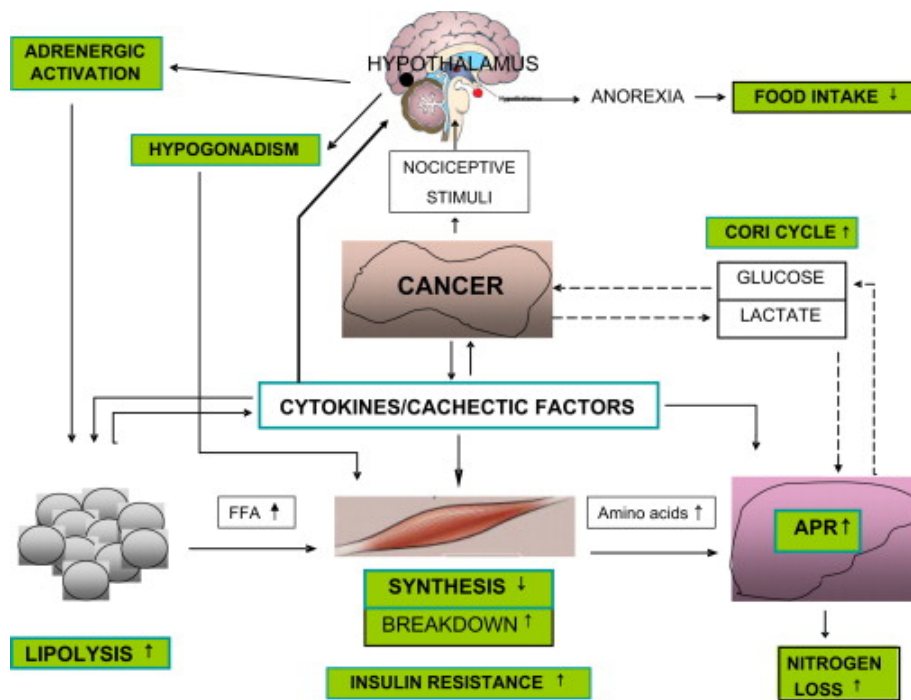 ADRENERGIC
ACTIVATION
HYPOTHALAMUS
Hypothalamus
ANOREXIA
FOOD INTAKE ↓
HYPOGONADISM
NOCICEPTIVE
STIMULI
CORI CYCLE ↑
CANCER
GLUCOSE
LACTATE
CYTOKINES/CACHECTIC FACTORS
FFA ↑
Amino acids ↑
APR ↑
SYNTHESIS ↓
BREAKDOWN ↑
LIPOLYSIS ↑
INSULIN RESISTANCE ↑
NITROGEN
LOSS ↑